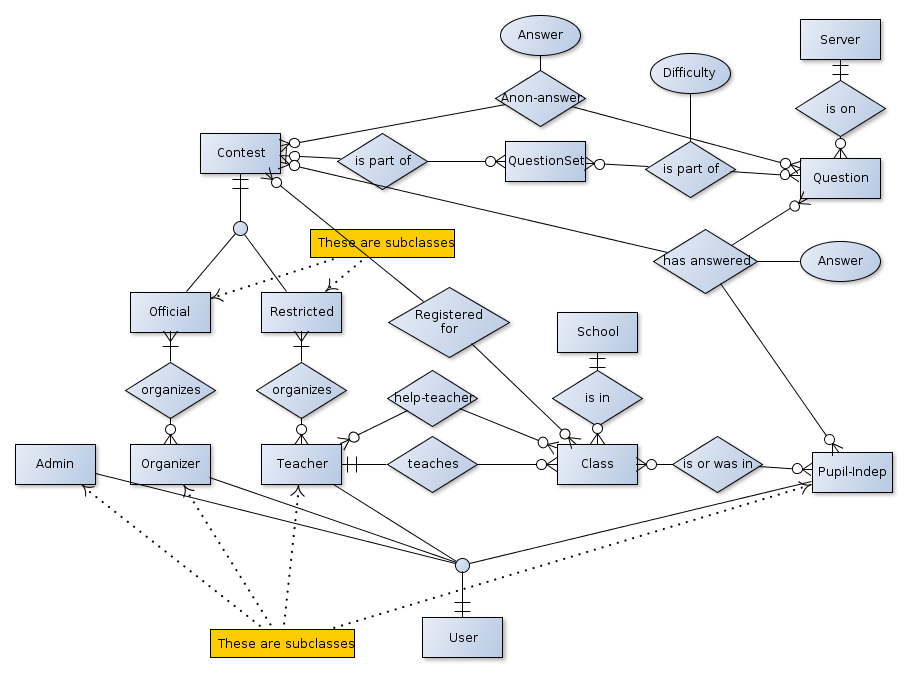 Answer
Server
Difficulty
Anon-answer
is on
Contest
is part of
QuestionSet
is part of
Question
These are subclasses
has answered
Answer
Official
Restricted
Registered
for
School
organizes
organizes
help-teacher
is in
Admin
Organizer
Teacher
teaches
Class
is or was in
Pupil-Indep
These are subclasses
User